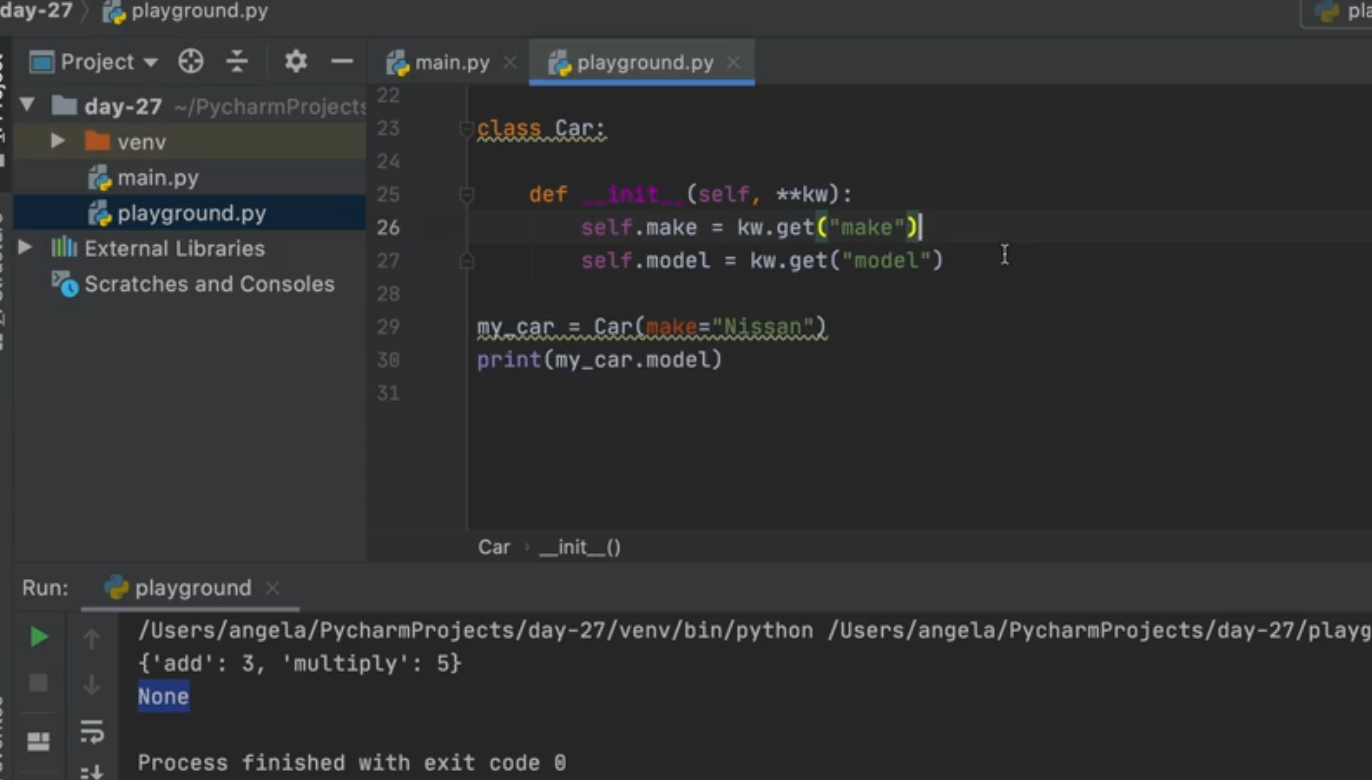 day-27 playground.py
Project
main.py
playground.py
day-27 ~/PycharmProjects
venv
main.py
playground.py
External Libraries
Scratches and Consoles
22
23 class Car:
24
25 def __init__(self, **kw):
26 self.make = kw.get("make")
27 self.model = kw.get("model")
28
29 my_car = Car(make="Nissan")
30 print(my_car.model)
31
Car __init__()
Run: playground
/Users/angela/PycharmProjects/day-27/venv/bin/python /Users/angela/PycharmProjects/day-27/playg
{'add': 3, 'multiply': 5}
None
Process finished with exit code 0